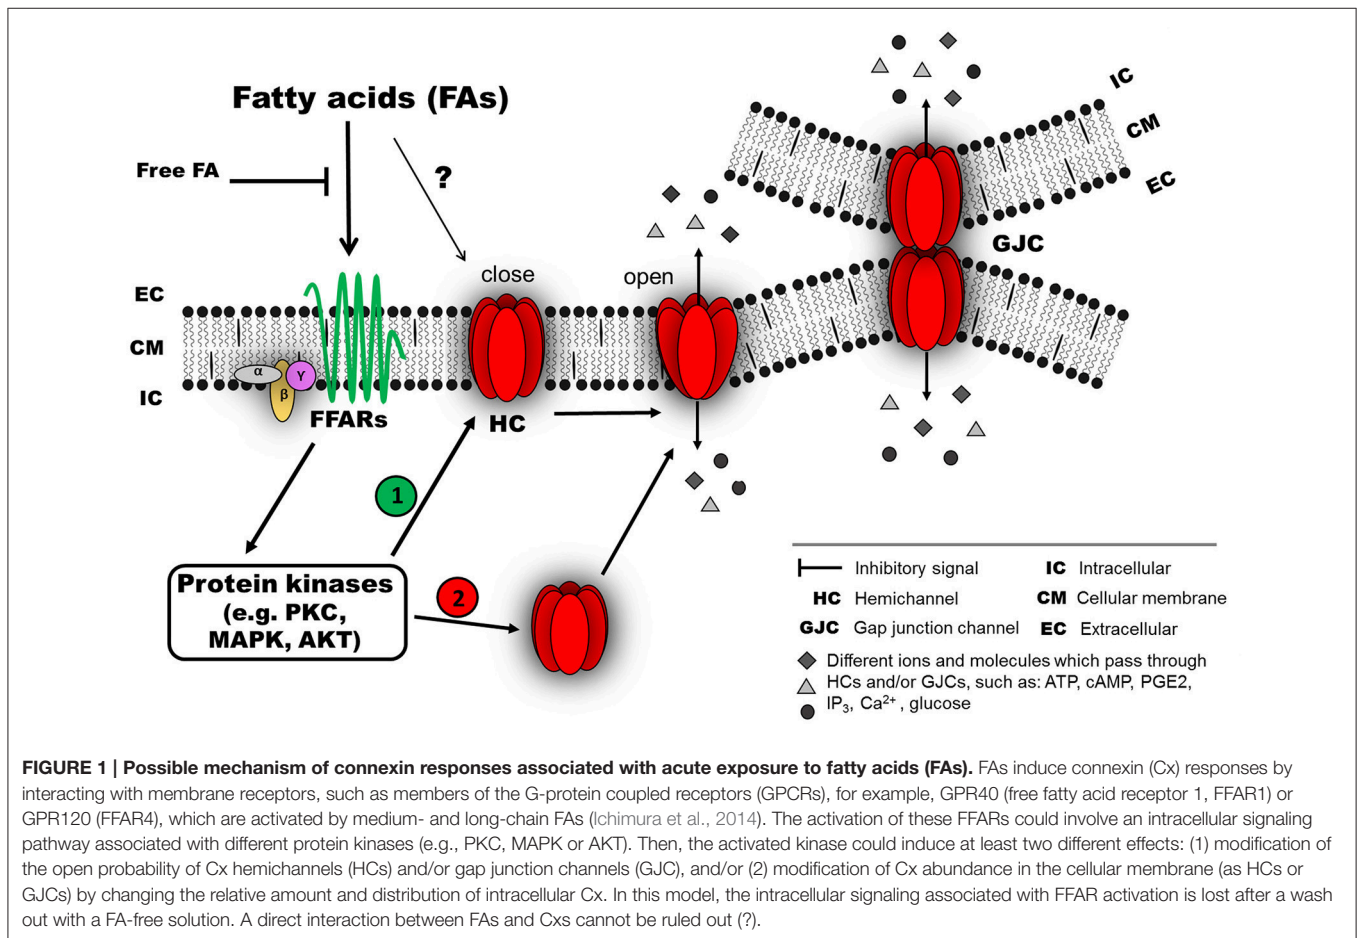 Fatty acids (FAs)
Free FA
?
close
open
EC
CM
IC
α
β
γ
FFARs
HC
GJC
IC
CM
EC
1
2
Protein kinases
(e.g. PKC,
MAPK, AKT)
Inhibitory signal
HC Hemichannel
GJC Gap junction channel
IC Intracellular
CM Cellular membrane
EC Extracellular
Different ions and molecules which pass through
HCs and/or GJCs, such as: ATP, cAMP, PGE2,
IP₃, Ca²⁺, glucose
FIGURE 1 | Possible mechanism of connexin responses associated with acute exposure to fatty acids (FAs). FAs induce connexin (Cx) responses by
interacting with membrane receptors, such as members of the G-protein coupled receptors (GPCRs), for example, GPR40 (free fatty acid receptor 1, FFAR1) or
GPR120 (FFAR4), which are activated by medium- and long-chain FAs (Ichimura et al., 2014). The activation of these FFARs could involve an intracellular signaling
pathway associated with different protein kinases (e.g., PKC, MAPK or AKT). Then, the activated kinase could induce at least two different effects: (1) modification of
the open probability of Cx hemichannels (HCs) and/or gap junction channels (GJC), and/or (2) modification of Cx abundance in the cellular membrane (as HCs or
GJCs) by changing the relative amount and distribution of intracellular Cx. In this model, the intracellular signaling associated with FFAR activation is lost after a wash
out with a FA-free solution. A direct interaction between FAs and Cxs cannot be ruled out (?).